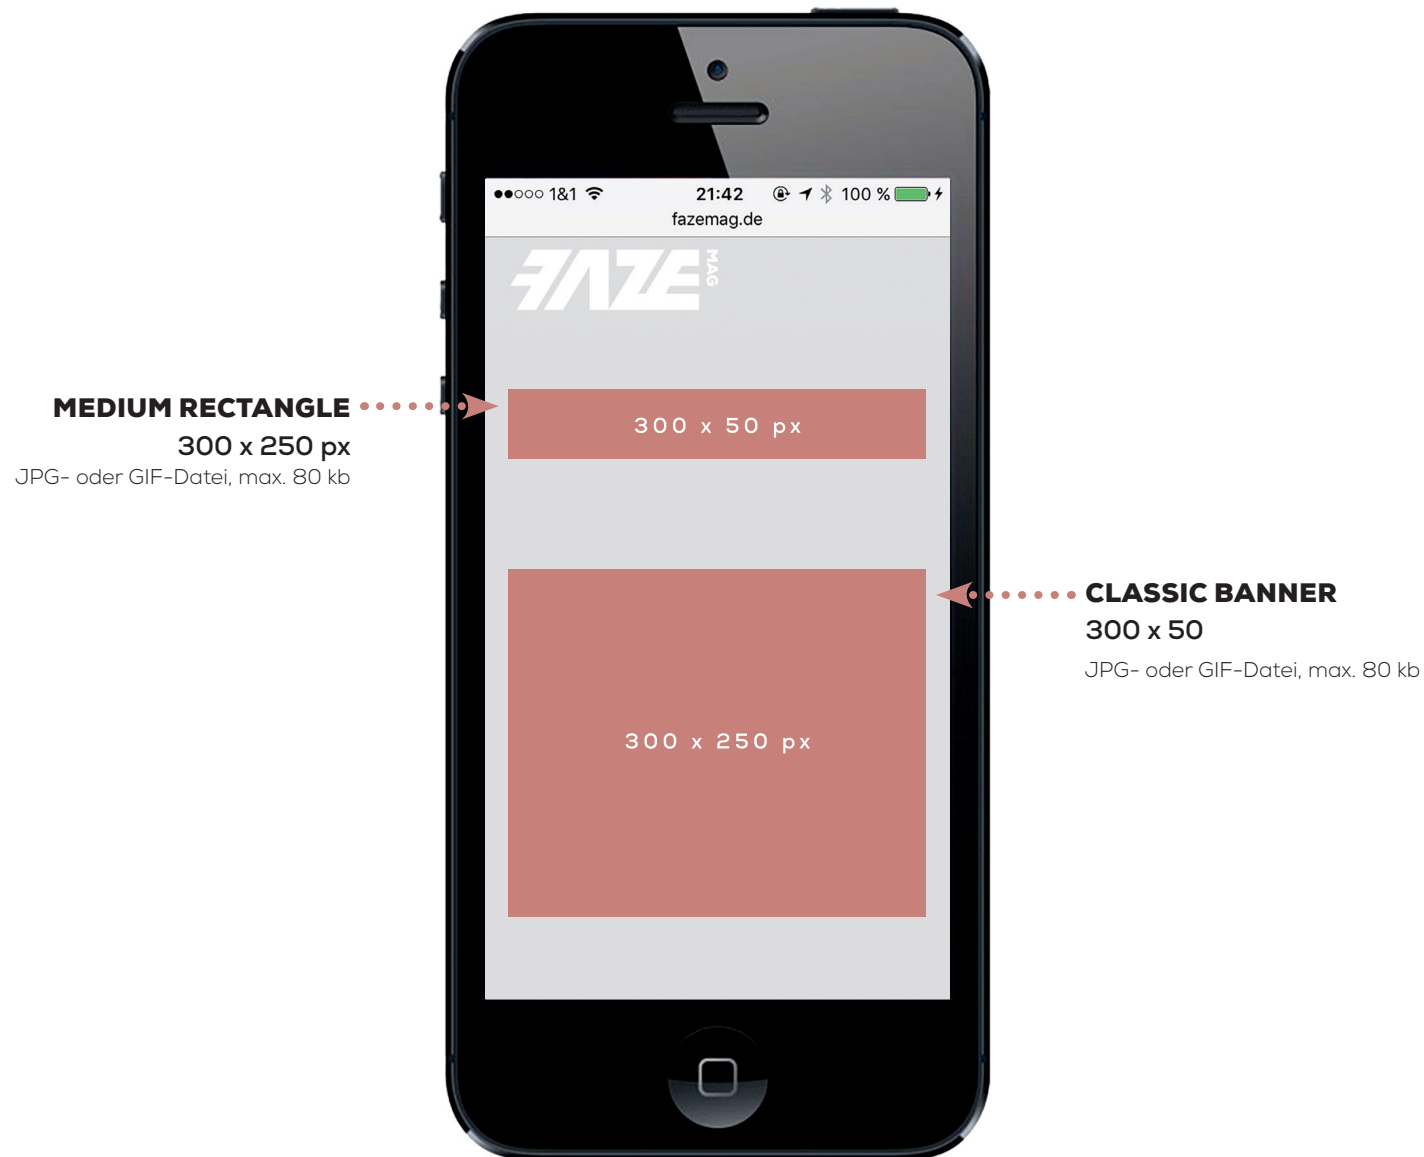 1&1 21:42 100 %
fazemag.de
FAZE MAG
MEDIUM RECTANGLE
300 x 250 px
JPG- oder GIF-Datei, max. 80 kb
300 x 50 px
CLASSIC BANNER
300 x 50
JPG- oder GIF-Datei, max. 80 kb
300 x 250 px